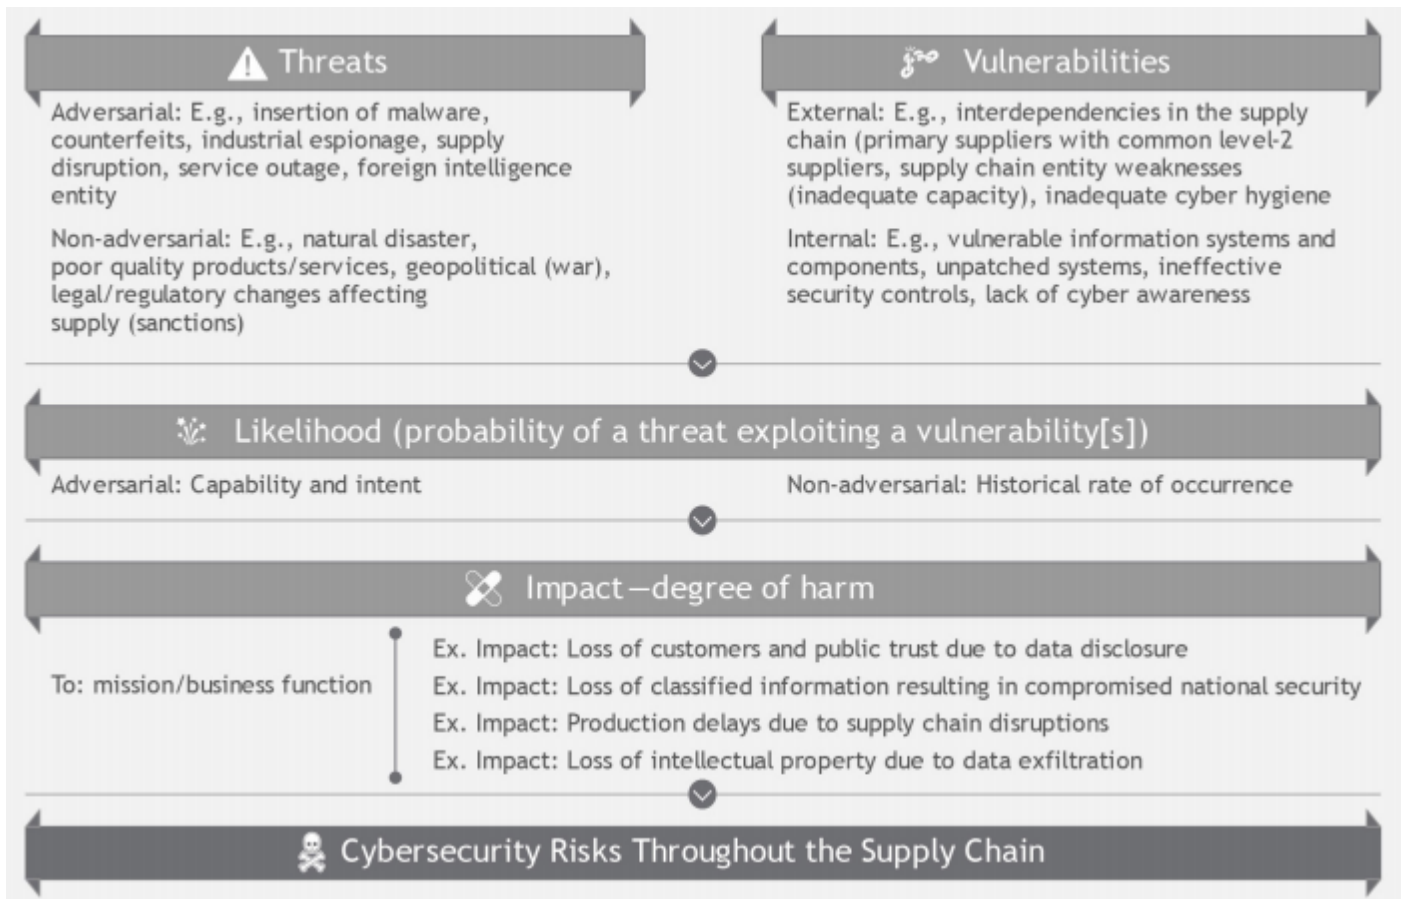 Threats
Adversarial: E.g., insertion of malware,
counterfeits, industrial espionage, supply
disruption, service outage, foreign intelligence
entity
Non-adversarial: E.g., natural disaster,
poor quality products/services, geopolitical (war),
legal/regulatory changes affecting
supply (sanctions)
Vulnerabilities
External: E.g., interdependencies in the supply
chain (primary suppliers with common level-2
suppliers, supply chain entity weaknesses
(inadequate capacity), inadequate cyber hygiene
Internal: E.g., vulnerable information systems and
components, unpatched systems, ineffective
security controls, lack of cyber awareness
Likelihood (probability of a threat exploiting a vulnerability[s])
Adversarial: Capability and intent
Non-adversarial: Historical rate of occurrence
Impact—degree of harm
To: mission/business function
Ex. Impact: Loss of customers and public trust due to data disclosure
Ex. Impact: Loss of classified information resulting in compromised national security
Ex. Impact: Production delays due to supply chain disruptions
Ex. Impact: Loss of intellectual property due to data exfiltration
Cybersecurity Risks Throughout the Supply Chain